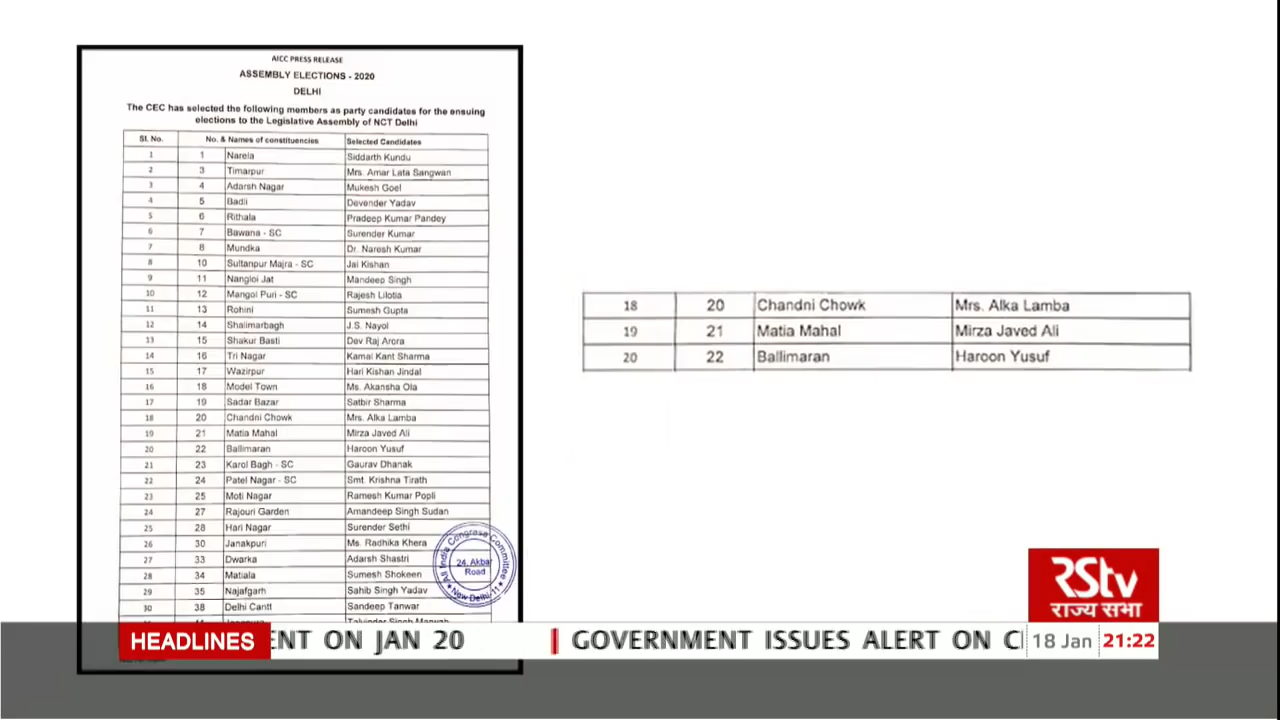 AICC PRESS RELEASE
ASSEMBLY ELECTIONS - 2020
DELHI
The CEC has selected the following members as party candidates for the ensuing
elections to the Legislative Assembly of NCT Delhi
Sl. No. No. & Names of constituencies Selected Candidates
1 1 Narela Siddarth Kundu
2 3 Timarpur Mrs. Amar Lata Sangwan
3 4 Adarsh Nagar Mukesh Goel
4 5 Badli Devender Yadav
5 6 Rithala Pradeep Kumar Pandey
6 7 Bawana - SC Surender Kumar
7 8 Mundka Dr. Naresh Kumar
8 10 Sultanpur Majra - SC Jai Kishan
9 11 Nangloi Jat Mandeep Singh
10 12 Mangol Puri - SC Rajesh Lilotia
11 13 Rohini Sumesh Gupta
12 14 Shalimarbagh J.S. Nayol
13 15 Shakur Basti Dev Raj Arora
14 16 Tri Nagar Kamal Kant Sharma
15 17 Wazirpur Hari Kishan Jindal
16 18 Model Town Ms. Akansha Ola
17 19 Sadar Bazar Satbir Sharma
18 20 Chandni Chowk Mrs. Alka Lamba
19 21 Matia Mahal Mirza Javed Ali
20 22 Ballimaran Haroon Yusuf
21 23 Karol Bagh - SC Gaurav Dhanak
22 24 Patel Nagar - SC Smt. Krishna Tirath
23 25 Moti Nagar Ramesh Kumar Popli
24 27 Rajouri Garden Amandeep Singh Sudan
25 28 Hari Nagar Surender Sethi
26 30 Janakpuri Ms. Radhika Khera
27 33 Dwarka Adarsh Shastri
28 34 Matiala Sumesh Shokeen
29 35 Najafgarh Sahib Singh Yadav
30 38 Delhi Cantt Sandeep Tanwar
All India Congress Committee
24, Akbar
Road
New Delhi-11
18 20 Chandni Chowk Mrs. Alka Lamba
19 21 Matia Mahal Mirza Javed Ali
20 22 Ballimaran Haroon Yusuf
RSTV
राज्य सभा
HEADLINES ENT ON JAN 20 GOVERNMENT ISSUES ALERT ON C 18 Jan 21:22